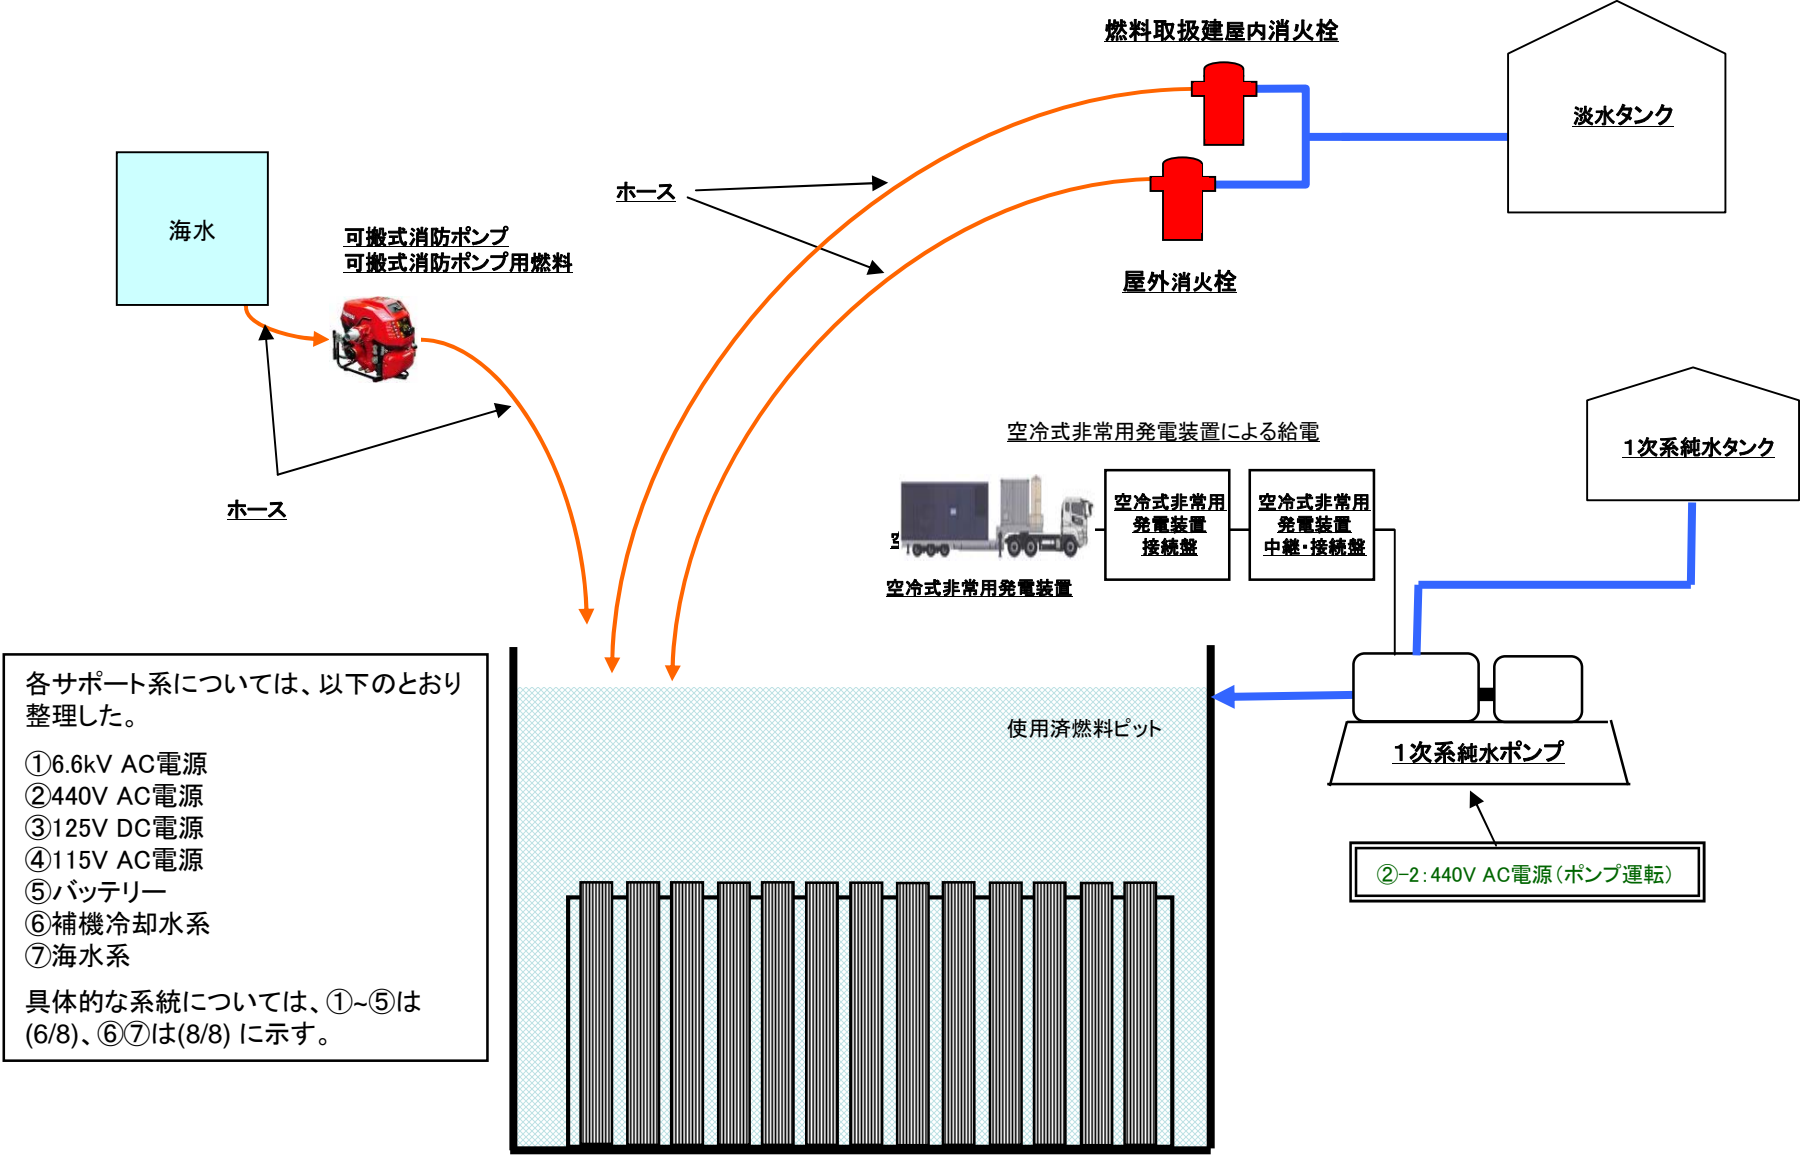 燃料取扱建屋内消火栓
淡水タンク
ホース
海水
可搬式消防ポンプ
可搬式消防ポンプ用燃料
屋外消火栓
ホース
空冷式非常用発電装置による給電
1次系純水タンク
空冷式非常用
発電装置
接続盤
空冷式非常用
発電装置
中継・接続盤
空冷式非常用発電装置
各サポート系については、以下のとおり
整理した。
①6.6kV AC電源
②440V AC電源
③125V DC電源
④115V AC電源
⑤バッテリー
⑥補機冷却水系
⑦海水系
具体的な系統については、①~⑤は
(6/8)、⑥⑦は(8/8) に示す。
使用済燃料ピット
1次系純水ポンプ
②-2：440V AC電源（ポンプ運転）